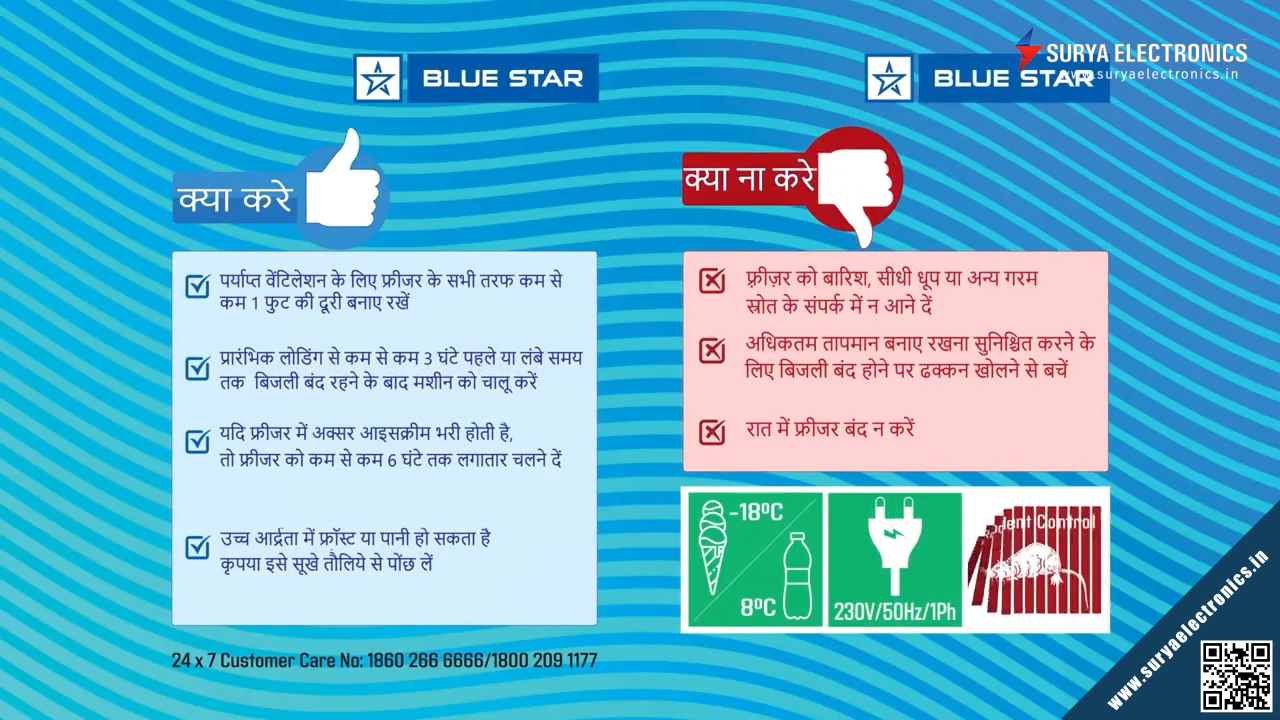 BLUE STAR
BLUE STAR
SURYA ELECTRONICS
www.suryaelectronics.in
क्या करे
पर्याप्त वेंटिलेशन के लिए फ्रीजर के सभी तरफ कम से
कम 1 फुट की दूरी बनाए रखें
प्रारंभिक लोडिंग से कम से कम 3 घंटे पहले या लंबे समय
तक बिजली बंद रहने के बाद मशीन को चालू करें
यदि फ्रीजर में अक्सर आइसक्रीम भरी होती है,
तो फ्रीजर को कम से कम 6 घंटे तक लगातार चलने दें
उच्च आर्द्रता में फ्रॉस्ट या पानी हो सकता है
कृपया इसे सूखे तौलिये से पोंछ लें
24 x 7 Customer Care No: 1860 266 6666/1800 209 1177
क्या ना करे
फ़्रीज़र को बारिश, सीधी धूप या अन्य गरम
स्रोत के संपर्क में न आने दें
अधिकतम तापमान बनाए रखना सुनिश्चित करने के
लिए बिजली बंद होने पर ढक्कन खोलने से बचें
रात में फ्रीजर बंद न करें
-18ºC
8ºC
230V/50Hz/1Ph
Rodent Control
www.suryaelectronics.in